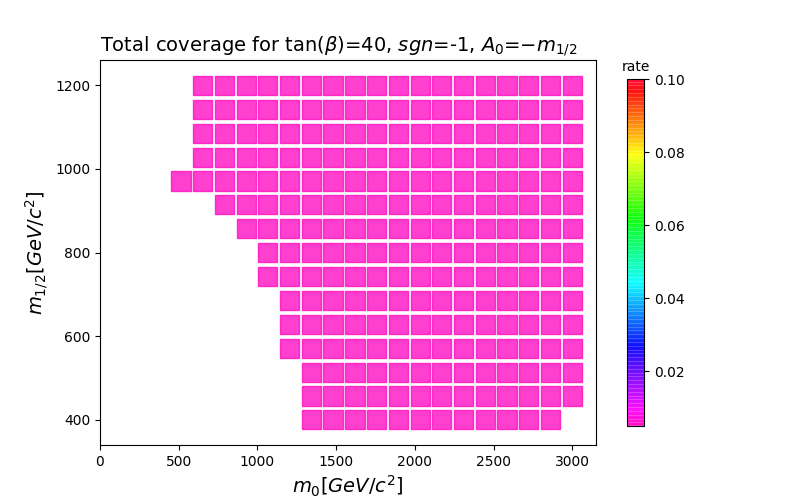 Total coverage for tan(β)=40, sgn=-1, A₀=−m₁/₂
rate
0.10
0.08
0.06
0.04
0.02
1200
1000
800
600
400
m₁/₂[GeV/c²]
0 500 1000 1500 2000 2500 3000
m₀[GeV/c²]